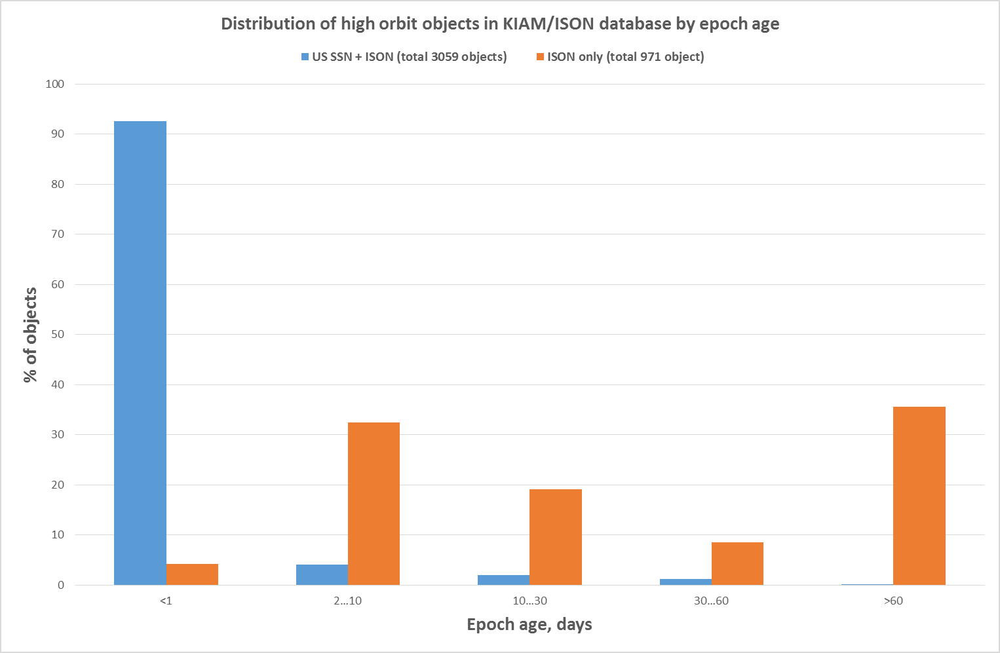 Distribution of high orbit objects in KIAM/ISON database by epoch age
US SSN + ISON (total 3059 objects) ISON only (total 971 object)
100
90
80
70
60
50
40
30
20
10
0
% of objects
<1 2...10 10...30 30...60 >60
Epoch age, days